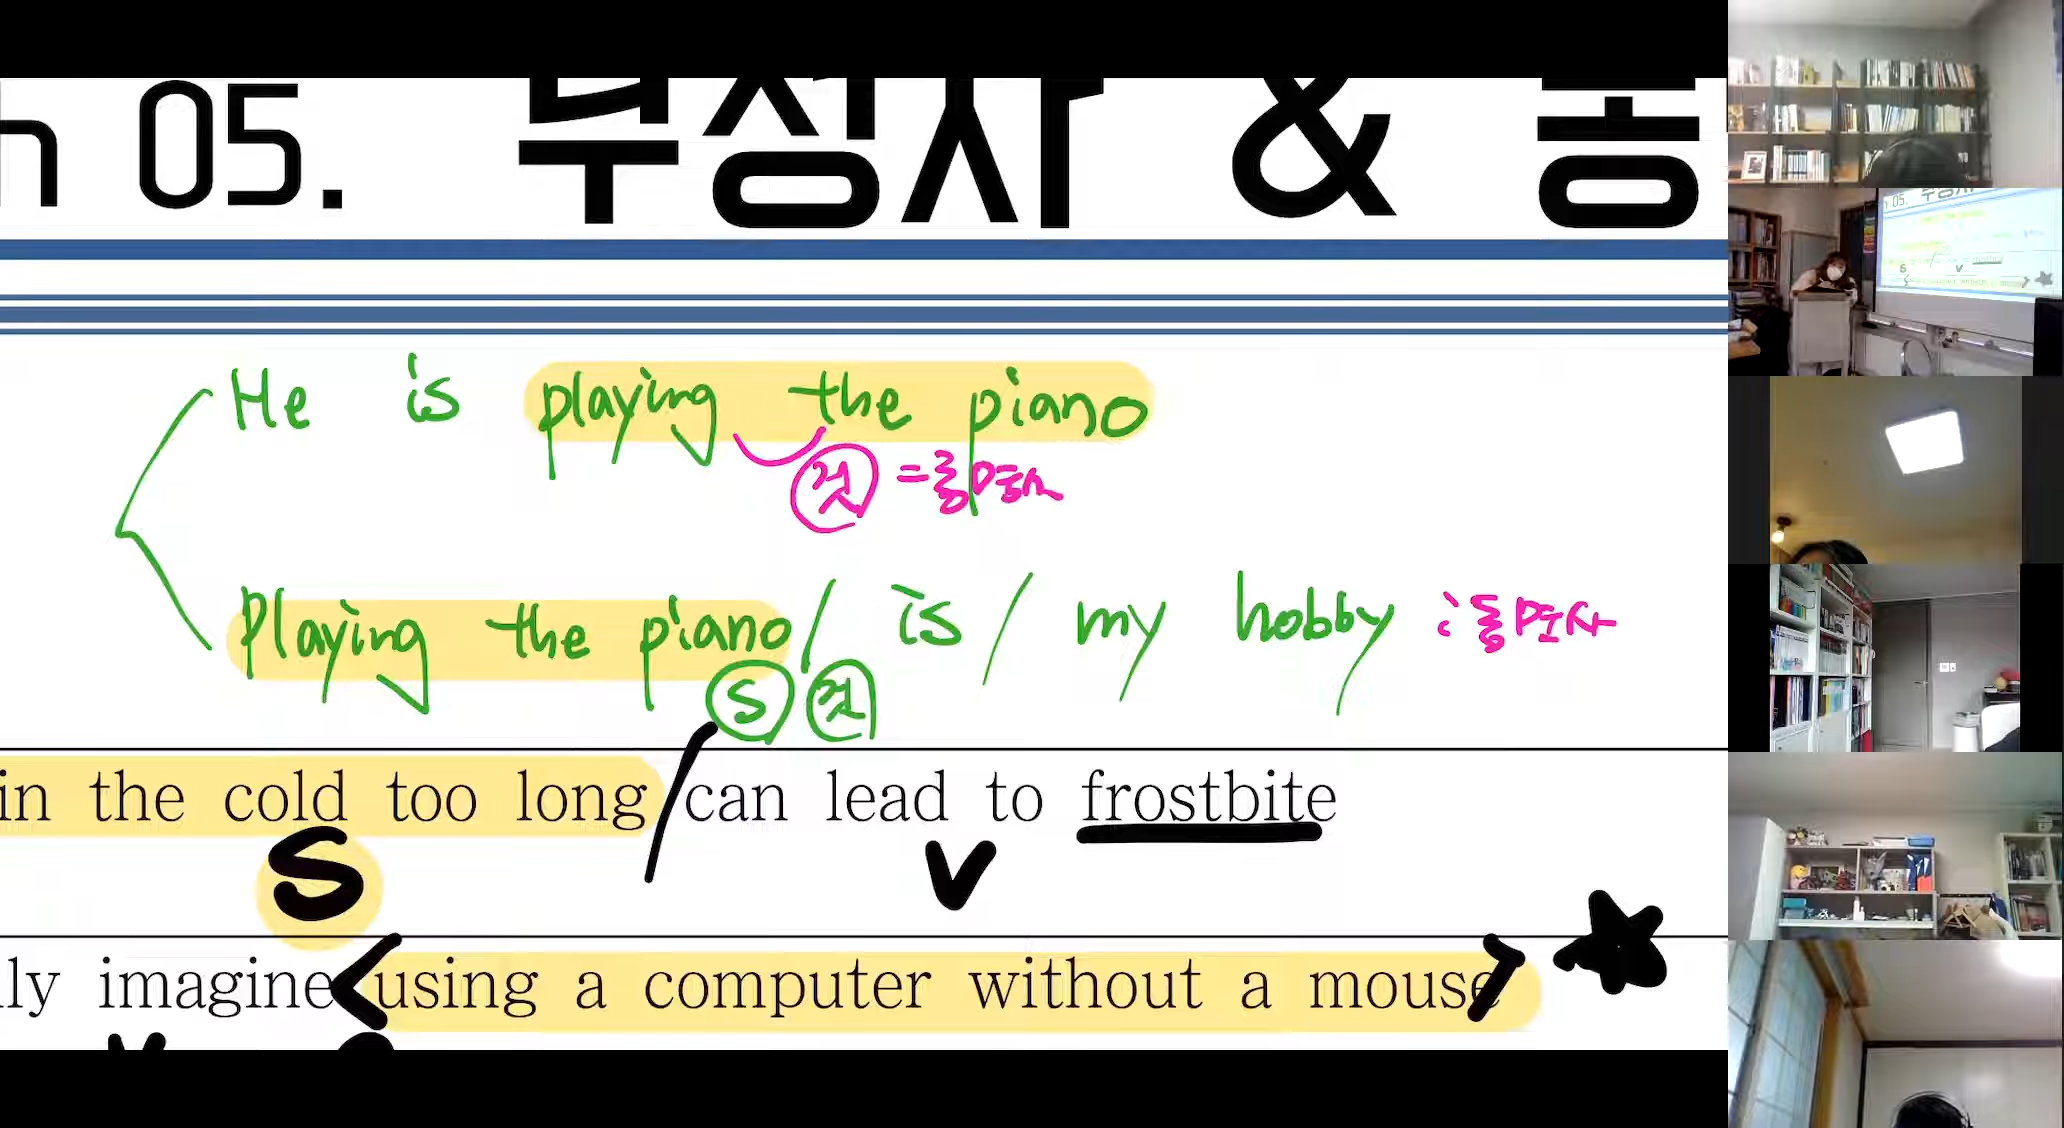 n 05. 부정사 & 동
He is playing the piano
것 = 동명사
Playing the piano / is / my hobby : 동명사
S 것
in the cold too long / can lead to frostbite
S V
ly imagine < using a computer without a mouse > ★